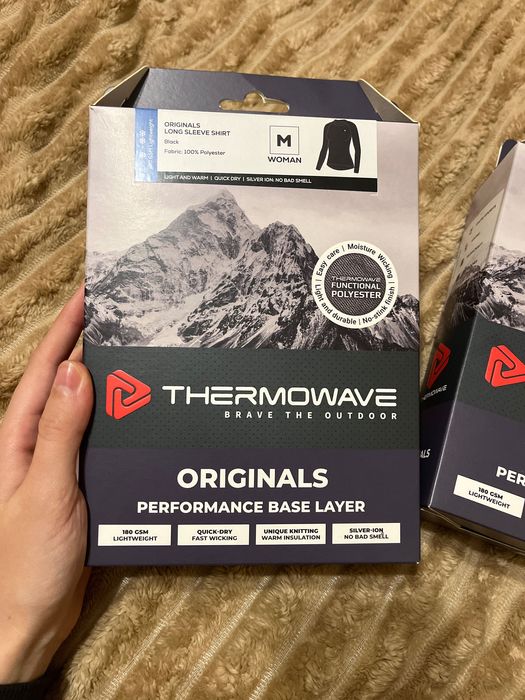 ORIGINALS
LONG SLEEVE SHIRT
Black
Fabric: 100% Polyester
M
WOMAN
LIGHT AND WARM | QUICK DRY | SILVER ION: NO BAD SMELL
Easy care | Moisture Wicking | Light and durable | No-stink finish |
THERMOWAVE
FUNCTIONAL
POLYESTER
THERMOWAVE
BRAVE THE OUTDOOR
ORIGINALS
PERFORMANCE BASE LAYER
180 GSM
LIGHTWEIGHT
QUICK-DRY
FAST WICKING
UNIQUE KNITTING
WARM INSULATION
SILVER-ION
NO BAD SMELL
PER
180 GSM
LIGHTWEIGHT